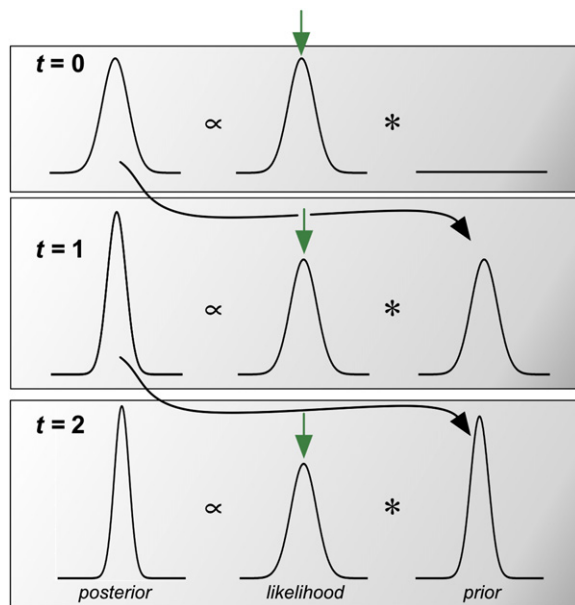 t = 0
∝ *
t = 1
∝ *
t = 2
∝ *
posterior likelihood prior